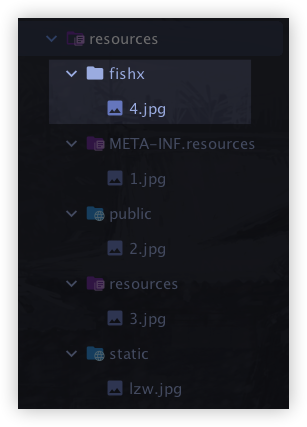 resources
fishx
4.jpg
META-INF.resources
1.jpg
public
2.jpg
resources
3.jpg
static
lzw.jpg